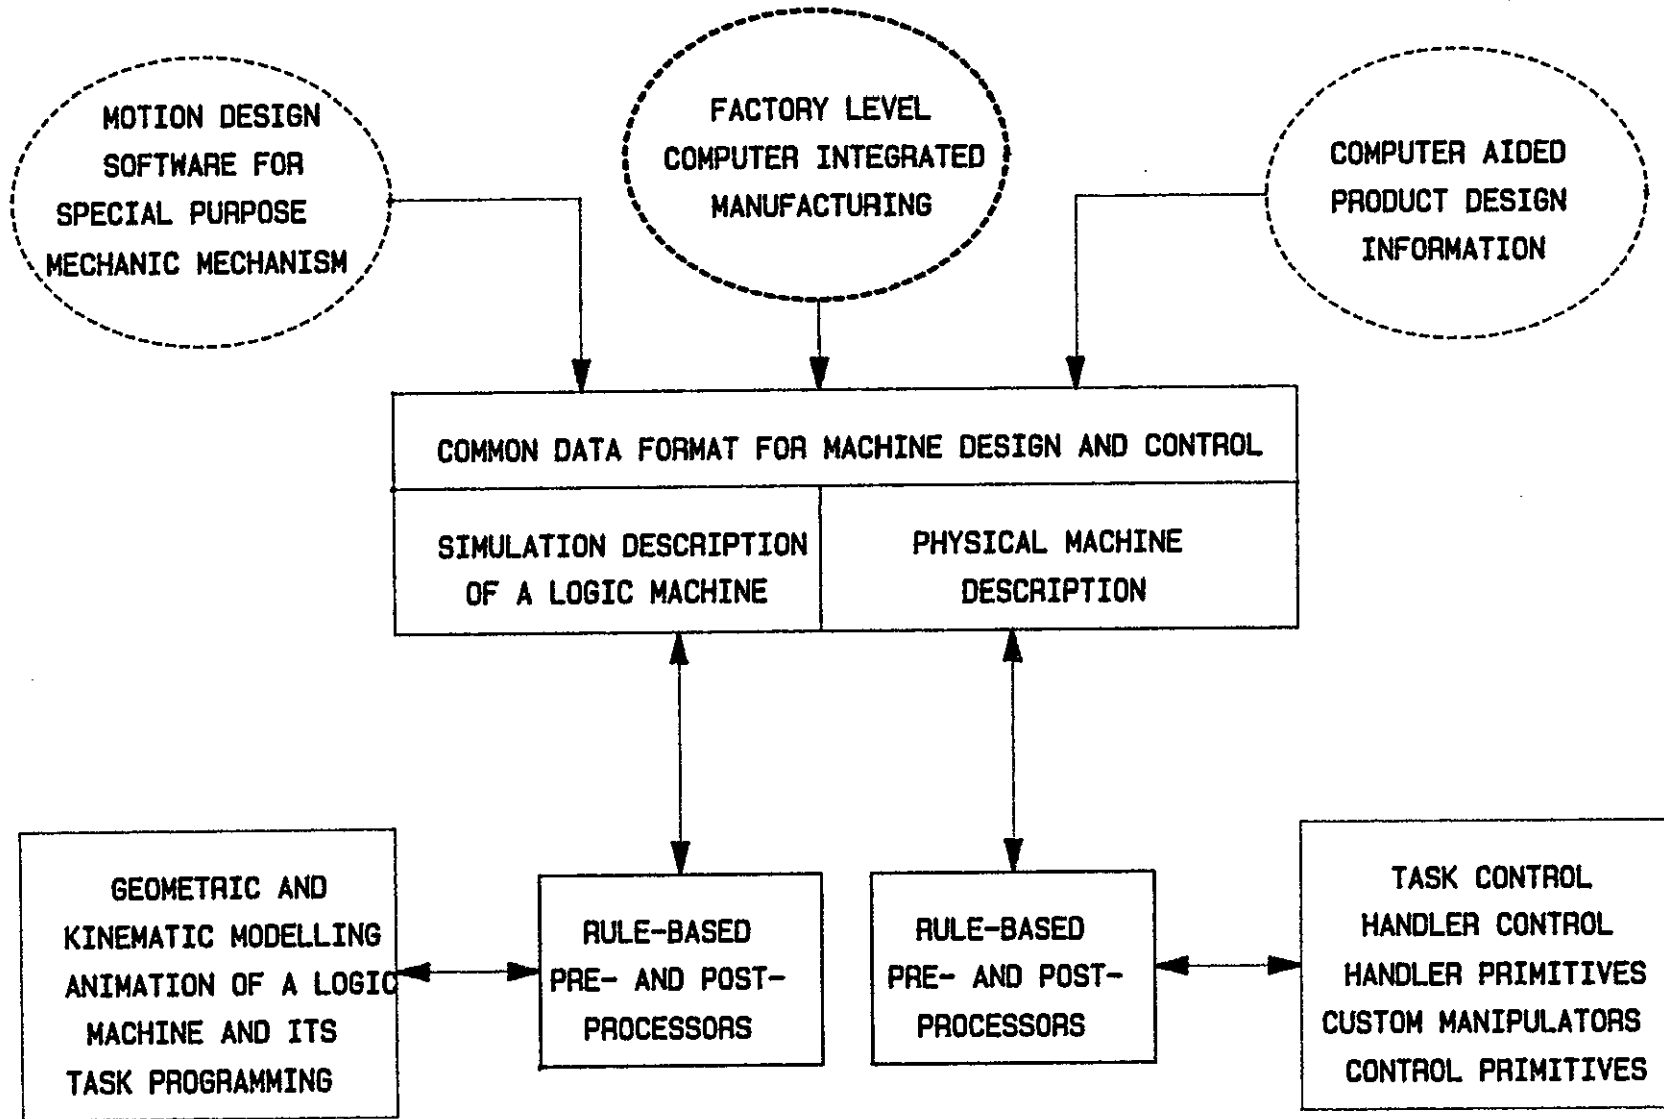 MOTION DESIGN
SOFTWARE FOR
SPECIAL PURPOSE
MECHANIC MECHANISM
FACTORY LEVEL
COMPUTER INTEGRATED
MANUFACTURING
COMPUTER AIDED
PRODUCT DESIGN
INFORMATION
COMMON DATA FORMAT FOR MACHINE DESIGN AND CONTROL
SIMULATION DESCRIPTION
OF A LOGIC MACHINE
PHYSICAL MACHINE
DESCRIPTION
GEOMETRIC AND
KINEMATIC MODELLING
ANIMATION OF A LOGIC
MACHINE AND ITS
TASK PROGRAMMING
RULE-BASED
PRE- AND POST-
PROCESSORS
RULE-BASED
PRE- AND POST-
PROCESSORS
TASK CONTROL
HANDLER CONTROL
HANDLER PRIMITIVES
CUSTOM MANIPULATORS
CONTROL PRIMITIVES